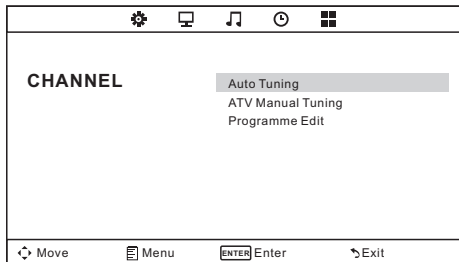 CHANNEL
Auto Tuning
ATV Manual Tuning
Programme Edit
Move Menu ENTER Enter Exit